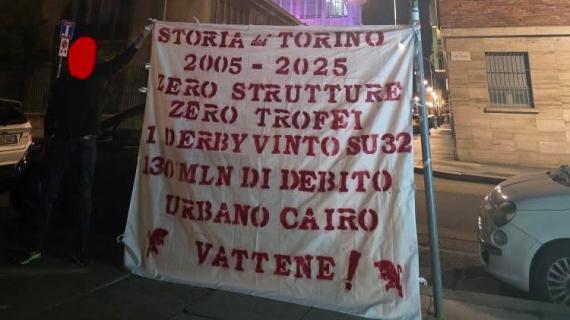 STORIA del TORINO
2005 - 2025
ZERO STRUTTURE
ZERO TROFEI
1 DERBY VINTO SU 32
130 MLN DI DEBITO
URBANO CAIRO
VATTENE!